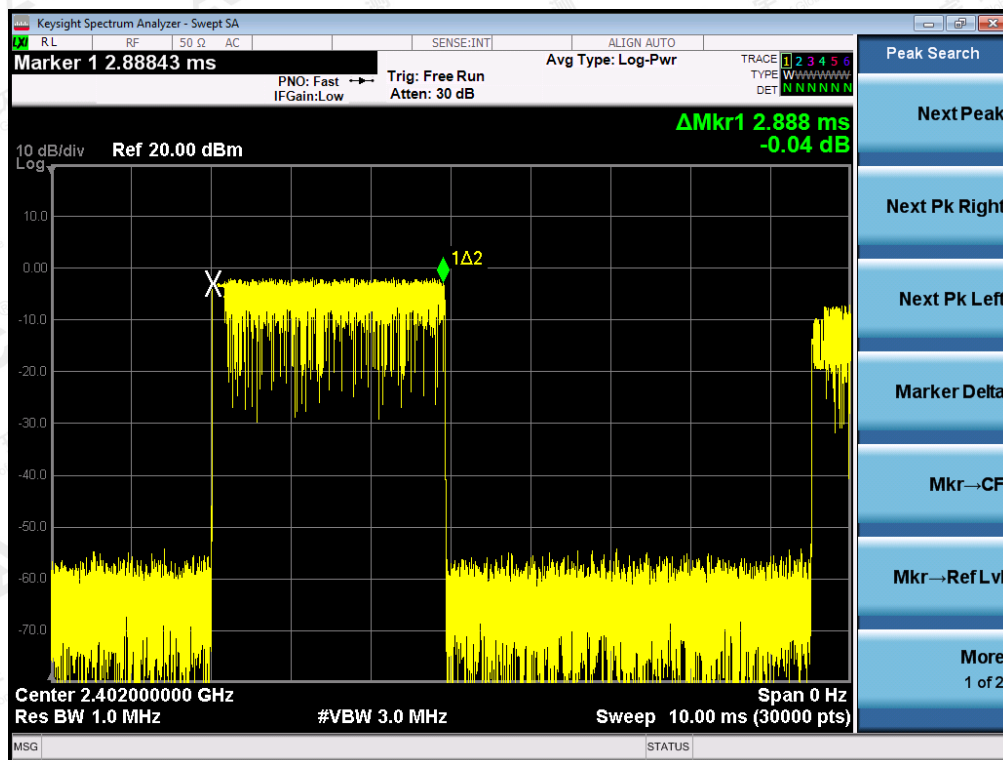 Keysight Spectrum Analyzer - Swept SA
LXI RL RF 50 Ω AC SENSE:INT ALIGN AUTO
Marker 1 2.88843 ms
PNO: Fast
IFGain:Low
Trig: Free Run
Atten: 30 dB
Avg Type: Log-Pwr
TRACE 1 2 3 4 5 6
TYPE WWWWWW
DET N N N N N N
ΔMkr1 2.888 ms
-0.04 dB
10 dB/div Ref 20.00 dBm
Log
10.0
0.00
1Δ2
-10.0
-20.0
-30.0
-40.0
-50.0
-60.0
-70.0
Center 2.402000000 GHz Span 0 Hz
Res BW 1.0 MHz #VBW 3.0 MHz Sweep 10.00 ms (30000 pts)
MSG STATUS
Peak Search
Next Peak
Next Pk Right
Next Pk Left
Marker Delta
Mkr→CF
Mkr→Ref Lvl
More
1 of 2